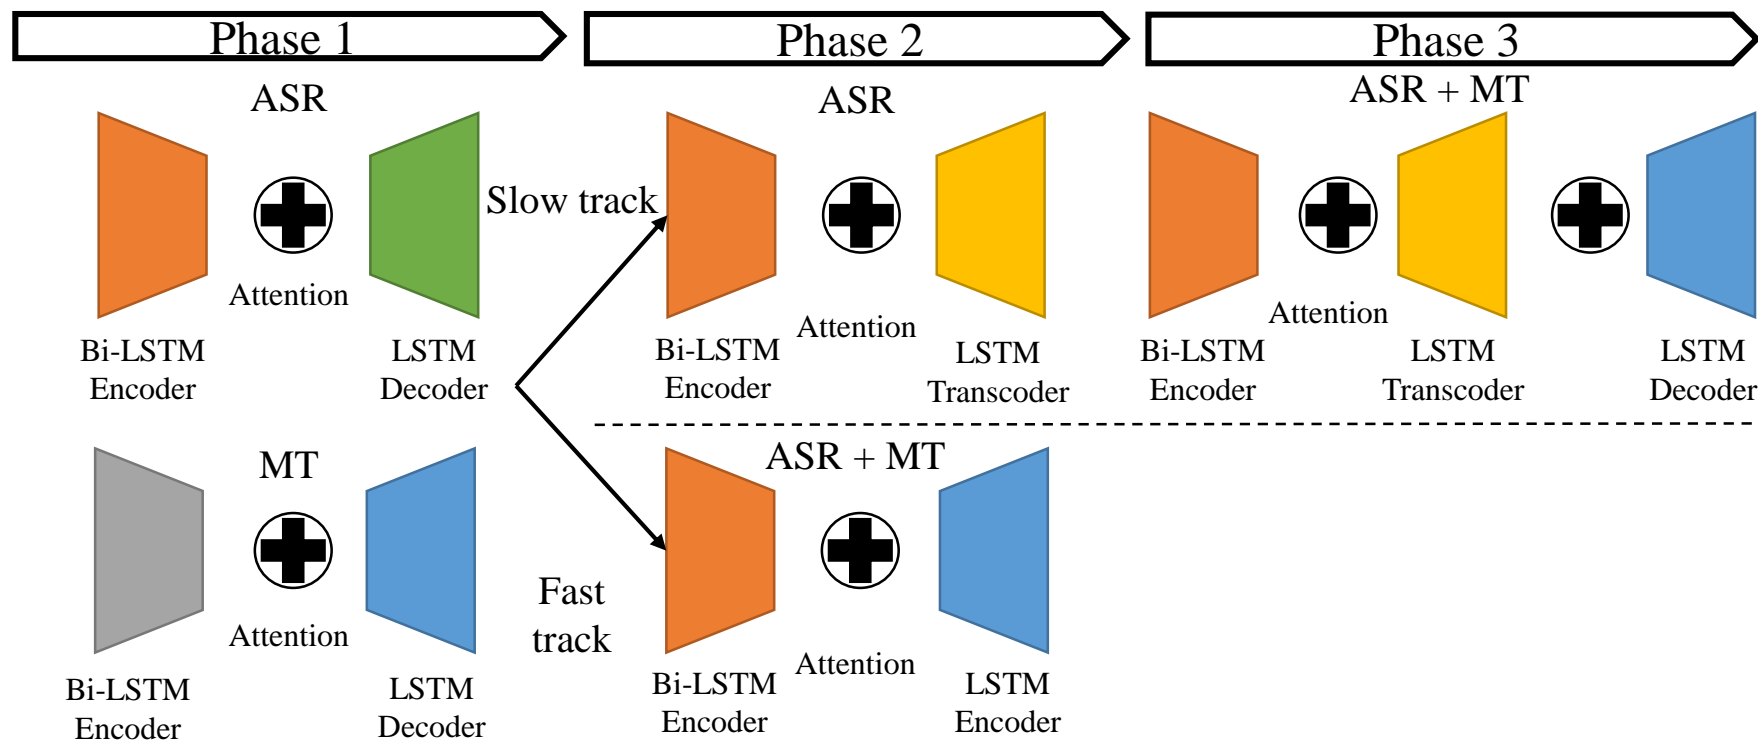 Phase 1
Phase 2
Phase 3
ASR
ASR
ASR + MT
Slow track
Attention
Attention
Attention
Bi-LSTM
Encoder
LSTM
Decoder
Bi-LSTM
Encoder
LSTM
Transcoder
Bi-LSTM
Encoder
LSTM
Transcoder
LSTM
Decoder
MT
ASR + MT
Fast
track
Attention
Attention
Bi-LSTM
Encoder
LSTM
Decoder
Bi-LSTM
Encoder
LSTM
Encoder